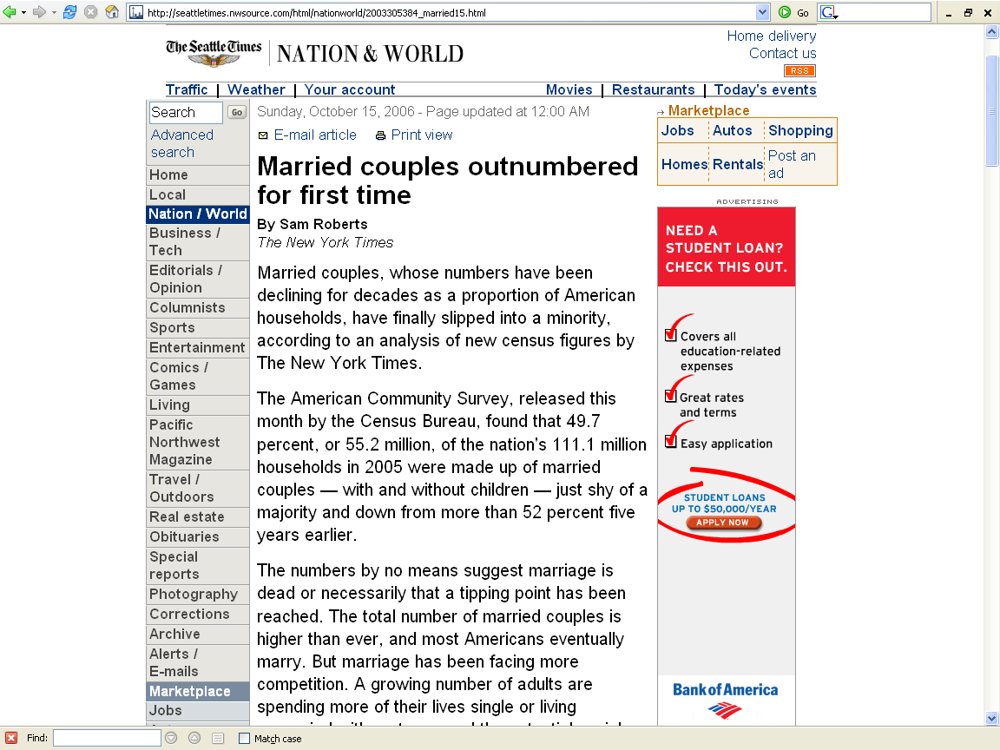 http://seattletimes.nwsource.com/html/nationworld/2003305384_married15.html
Go
G
The Seattle Times
NATION & WORLD
Home delivery
Contact us
RSS
Traffic | Weather | Your account
Movies | Restaurants | Today's events
Search
Go
Advanced
search
Home
Local
Nation / World
Business /
Tech
Editorials /
Opinion
Columnists
Sports
Entertainment
Comics /
Games
Living
Pacific
Northwest
Magazine
Travel /
Outdoors
Real estate
Obituaries
Special
reports
Photography
Corrections
Archive
Alerts /
E-mails
Marketplace
Jobs
Sunday, October 15, 2006 - Page updated at 12:00 AM
E-mail article Print view
Married couples outnumbered
for first time
By Sam Roberts
The New York Times
Married couples, whose numbers have been
declining for decades as a proportion of American
households, have finally slipped into a minority,
according to an analysis of new census figures by
The New York Times.
The American Community Survey, released this
month by the Census Bureau, found that 49.7
percent, or 55.2 million, of the nation's 111.1 million
households in 2005 were made up of married
couples — with and without children — just shy of a
majority and down from more than 52 percent five
years earlier.
The numbers by no means suggest marriage is
dead or necessarily that a tipping point has been
reached. The total number of married couples is
higher than ever, and most Americans eventually
marry. But marriage has been facing more
competition. A growing number of adults are
spending more of their lives single or living
Marketplace
Jobs Autos Shopping
Homes Rentals Post an
ad
ADVERTISING
NEED A
STUDENT LOAN?
CHECK THIS OUT.
Covers all
education-related
expenses
Great rates
and terms
Easy application
STUDENT LOANS
UP TO $50,000/YEAR
APPLY NOW
Bank of America
Find:
Match case